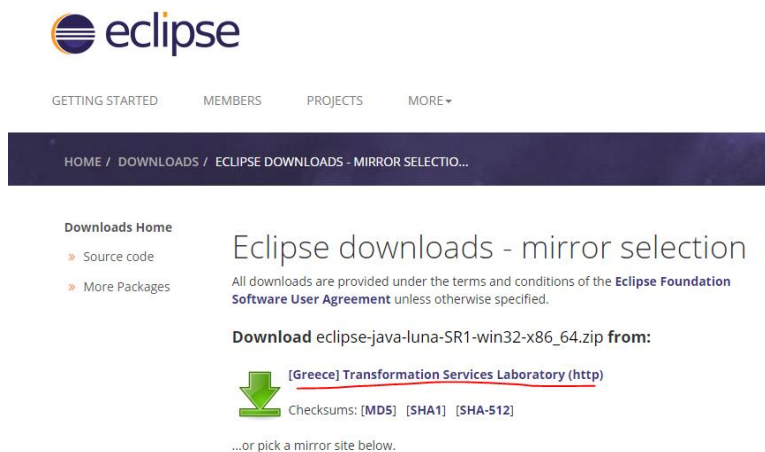 eclipse
GETTING STARTED MEMBERS PROJECTS MORE
HOME / DOWNLOADS / ECLIPSE DOWNLOADS - MIRROR SELECTIO...
Downloads Home
» Source code
» More Packages
Eclipse downloads - mirror selection
All downloads are provided under the terms and conditions of the Eclipse Foundation
Software User Agreement unless otherwise specified.
Download eclipse-java-luna-SR1-win32-x86_64.zip from:
[Greece] Transformation Services Laboratory (http)
Checksums: [MD5] [SHA1] [SHA-512]
...or pick a mirror site below.